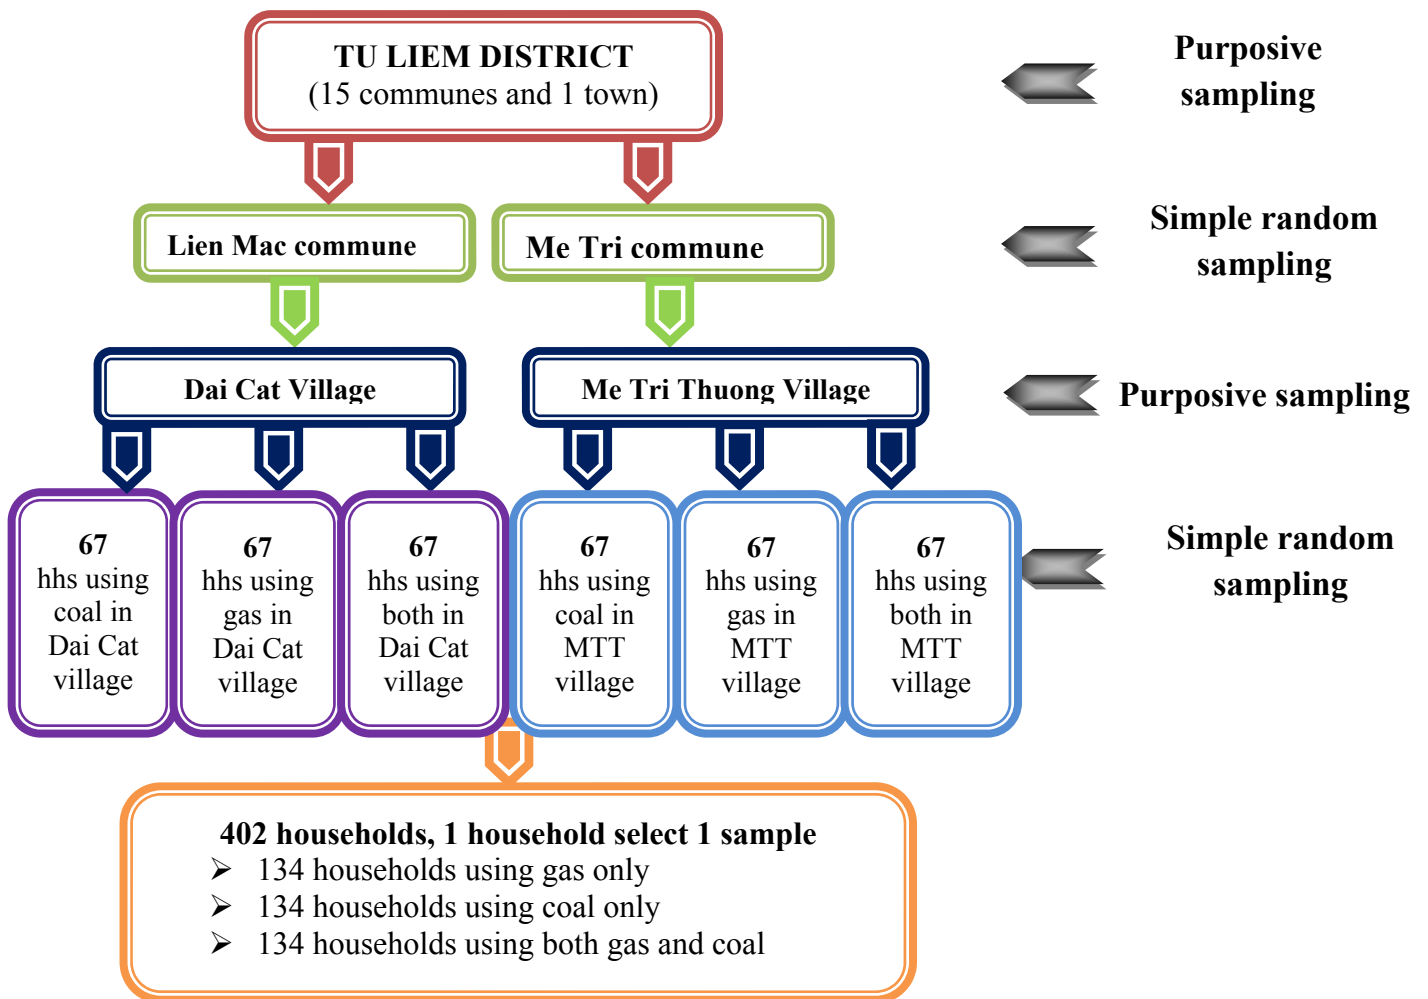 TU LIEM DISTRICT
(15 communes and 1 town)
Purposive
sampling
Lien Mac commune
Me Tri commune
Simple random
sampling
Dai Cat Village
Me Tri Thuong Village
Purposive sampling
67
hhs using
coal in
Dai Cat
village
67
hhs using
gas in
Dai Cat
village
67
hhs using
both in
Dai Cat
village
67
hhs using
coal in
MTT
village
67
hhs using
gas in
MTT
village
67
hhs using
both in
MTT
village
Simple random
sampling
402 households, 1 household select 1 sample
➢ 134 households using gas only
➢ 134 households using coal only
➢ 134 households using both gas and coal